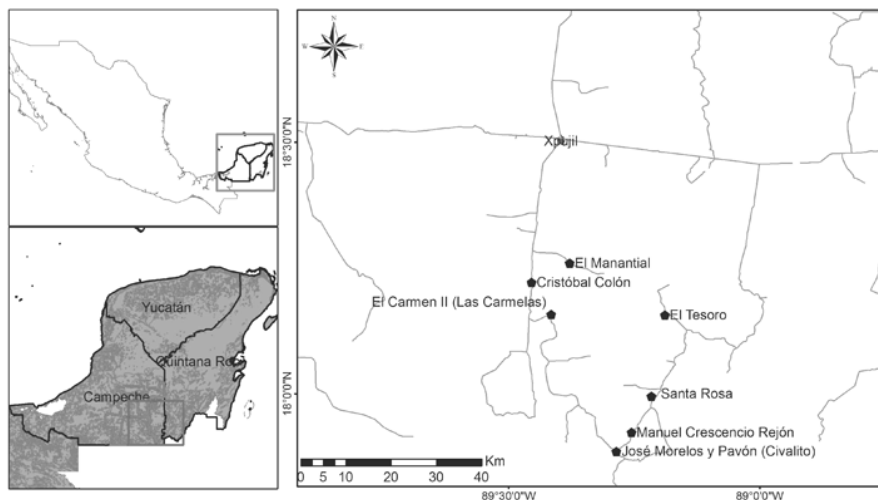 N
W
E
S
Xpujil
18°30'0"N
El Manantial
Cristóbal Colón
El Carmen II (Las Carmelas)
El Tesoro
18°0'0"N
Santa Rosa
Manuel Crescencio Rejón
José Morelos y Pavón (Civalito)
Km
0 5 10 20 30 40
89°30'0"W
89°0'0"W
Yucatán
Quintana Roo
Campeche